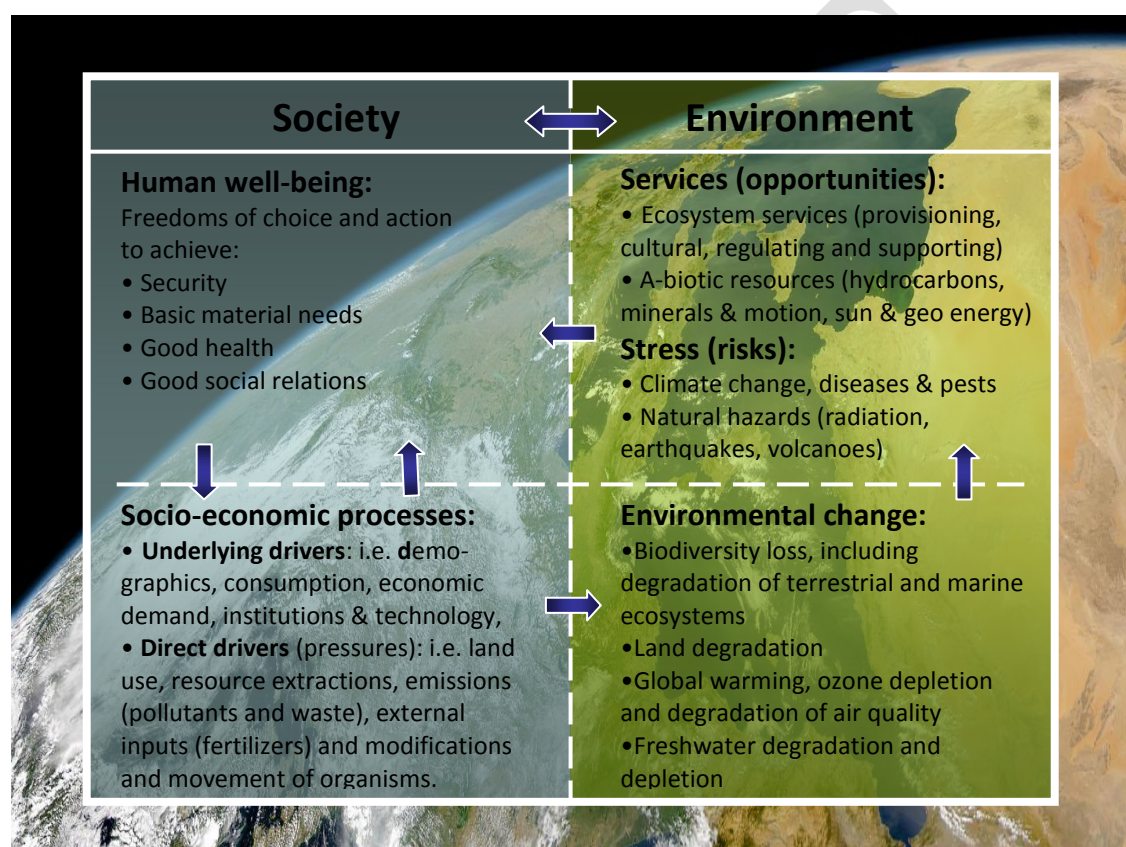 Society
Environment
Human well-being:
Freedoms of choice and action
to achieve:
• Security
• Basic material needs
• Good health
• Good social relations
Services (opportunities):
• Ecosystem services (provisioning,
cultural, regulating and supporting)
• A-biotic resources (hydrocarbons,
minerals & motion, sun & geo energy)
Stress (risks):
• Climate change, diseases & pests
• Natural hazards (radiation,
earthquakes, volcanoes)
Socio-economic processes:
• Underlying drivers: i.e. demo-
graphics, consumption, economic
demand, institutions & technology,
• Direct drivers (pressures): i.e. land
use, resource extractions, emissions
(pollutants and waste), external
inputs (fertilizers) and modifications
and movement of organisms.
Environmental change:
•Biodiversity loss, including
degradation of terrestrial and marine
ecosystems
•Land degradation
•Global warming, ozone depletion
and degradation of air quality
•Freshwater degradation and
depletion